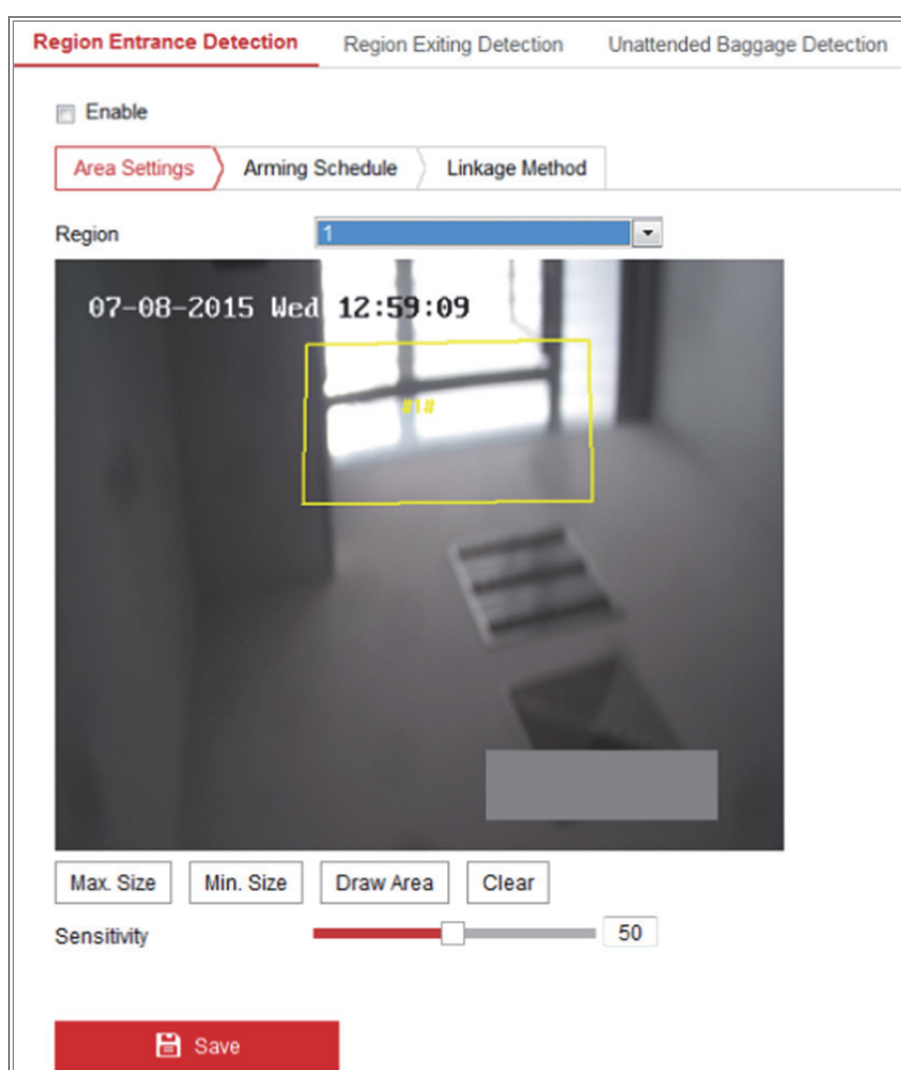 Region Entrance Detection Region Exiting Detection Unattended Baggage Detection
Enable
Area Settings Arming Schedule Linkage Method
Region 1
07-08-2015 Wed 12:59:09
#1#
Max. Size Min. Size Draw Area Clear
Sensitivity 50
Save